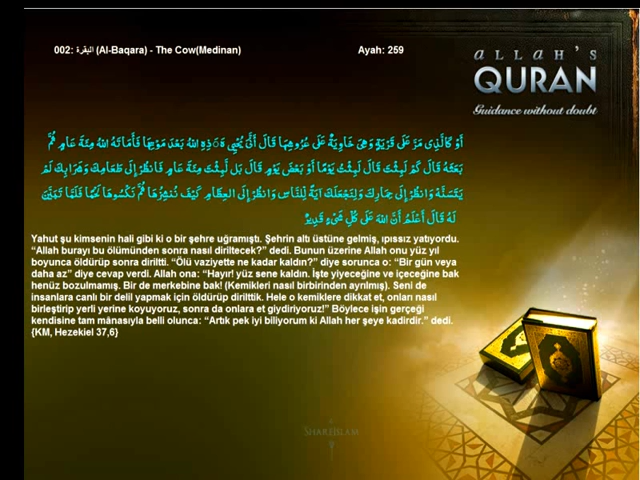 002: البقرة (Al-Baqara) - The Cow(Medinan) Ayah: 259
ALLAH'S
QURAN
Guidance without doubt
أَوْ كَالَّذِي مَرَّ عَلَى قَرْيَةٍ وَهِيَ خَاوِيَةٌ عَلَى عُرُوشِهَا قَالَ أَنَّىَ يُحْيِي هَذِهِ اللهُ بَعْدَ مَوْتِهَا فَأَمَاتَهُ اللهُ مِئَةَ عَامٍ ثُمَّ
بَعَثَهُ قَالَ كَمْ لَبِثْتَ قَالَ لَبِثْتُ يَوْمًا أَوْ بَعْضَ يَوْمٍ قَالَ بَل لَّبِثْتَ مِئَةَ عَامٍ فَانظُرْ إِلَى طَعَامِكَ وَشَرَابِكَ لَمْ
يَتَسَنَّهْ وَانظُرْ إِلَى حِمَارِكَ وَلِنَجْعَلَكَ آيَةً لِّلنَّاسِ وَانظُرْ إِلَى العِظَامِ كَيْفَ نُنشِزُهَا ثُمَّ نَكْسُوهَا لَحْمًا فَلَمَّا تَبَيَّنَ
لَهُ قَالَ أَعْلَمُ أَنَّ اللهَ عَلَى كُلِّ شَيْءٍ قَدِيرٌ
Yahut şu kimsenin hali gibi ki o bir şehre uğramıştı. Şehrin altı üstüne gelmiş, ıpıssız yatıyordu.
“Allah burayı bu ölümünden sonra nasıl diriltecek?” dedi. Bunun üzerine Allah onu yüz yıl
boyunca öldürüp sonra diriltti. “Ölü vaziyette ne kadar kaldın?” diye sorunca o: “Bir gün veya
daha az” diye cevap verdi. Allah ona: “Hayır! yüz sene kaldın. İşte yiyeceğine ve içeceğine bak
henüz bozulmamış. Bir de merkebine bak! (Kemikleri nasıl birbirinden ayrılmış). Seni de
insanlara canlı bir delil yapmak için öldürüp dirilttik. Hele o kemiklere dikkat et, onları nasıl
birleştirip yerli yerine koyuyoruz, sonra da onlara et giydiriyoruz!” Böylece işin gerçeği
kendisine tam mânasıyla belli olunca: “Artık pek iyi biliyorum ki Allah her şeye kadirdir.” dedi.
{KM, Hezekiel 37,6}
SHAREISLAM